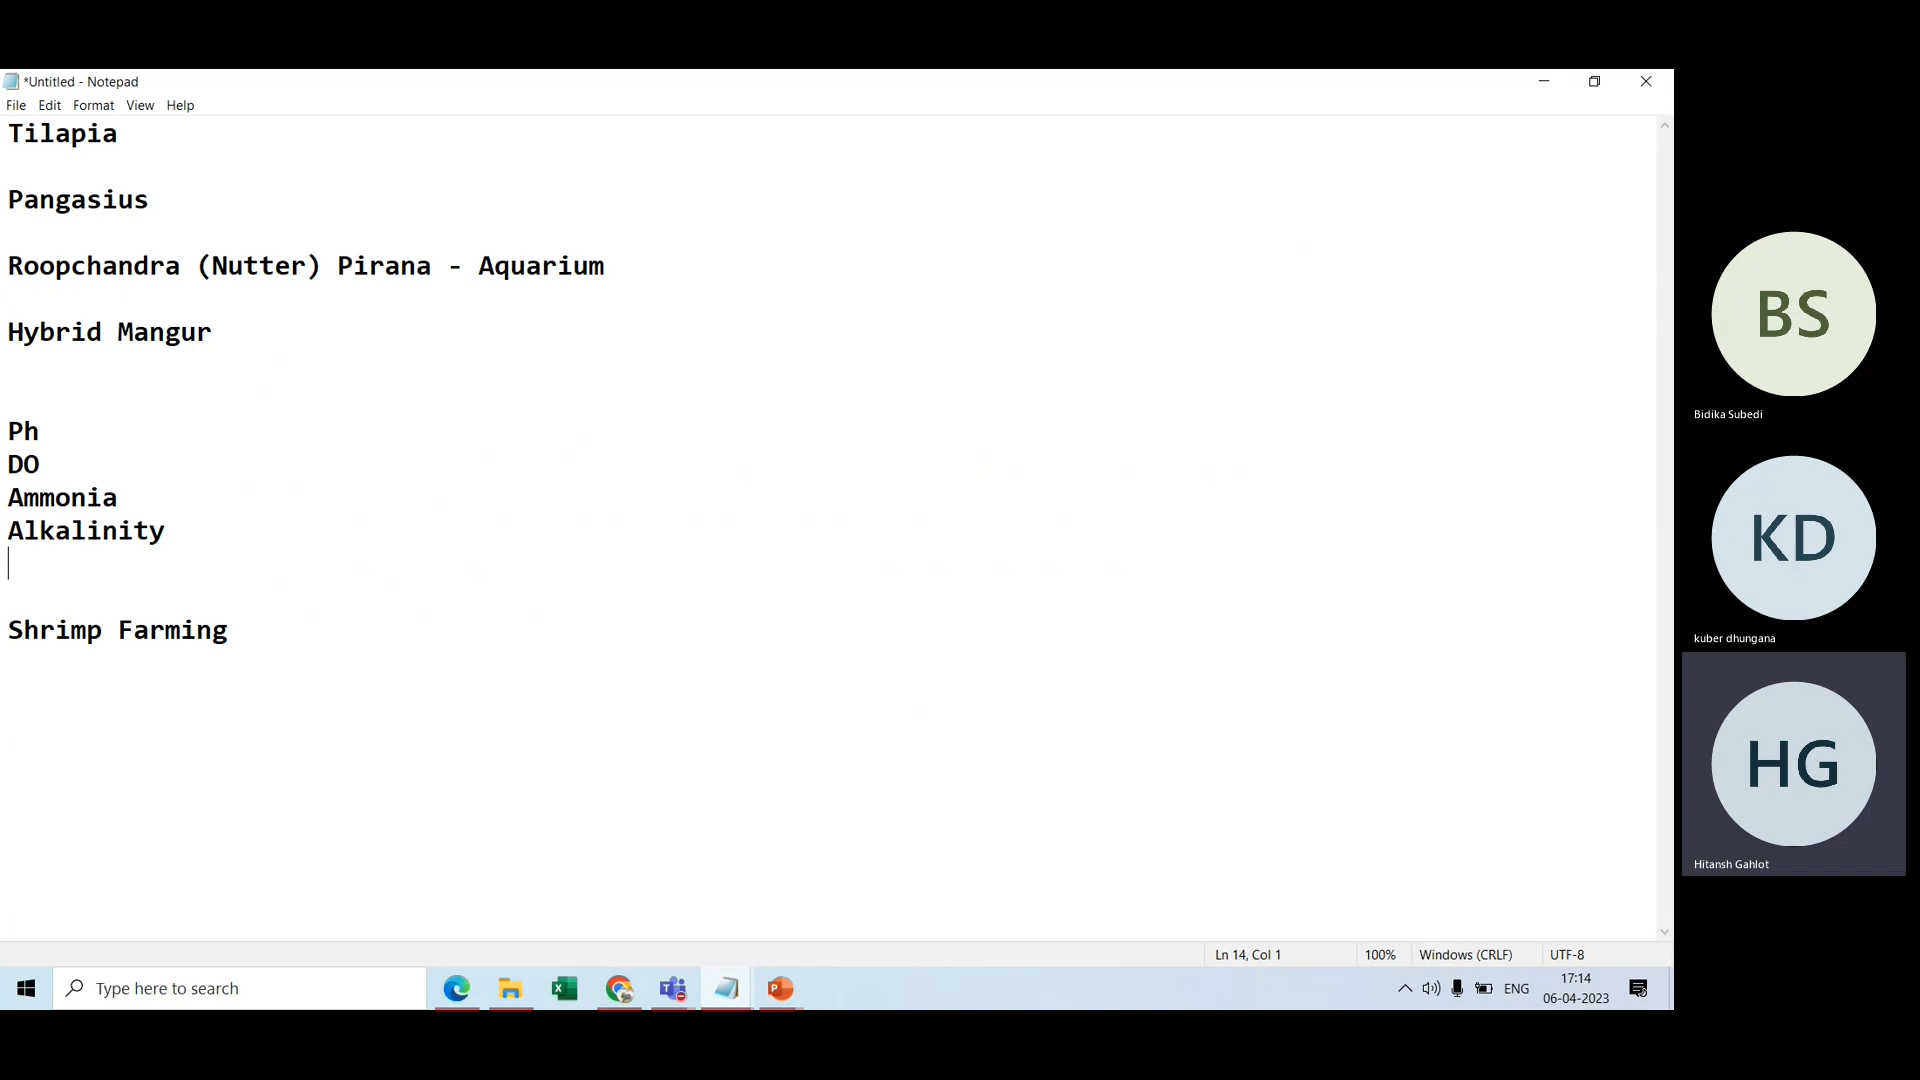 *Untitled - Notepad
File Edit Format View Help
Tilapia
Pangasius
Roopchandra (Nutter) Pirana - Aquarium
Hybrid Mangur
Ph
DO
Ammonia
Alkalinity
Shrimp Farming
BS
Bidika Subedi
KD
kuber dhungana
HG
Hitansh Gahlot
Ln 14, Col 1 100% Windows (CRLF) UTF-8
Type here to search
ENG
17:14
06-04-2023